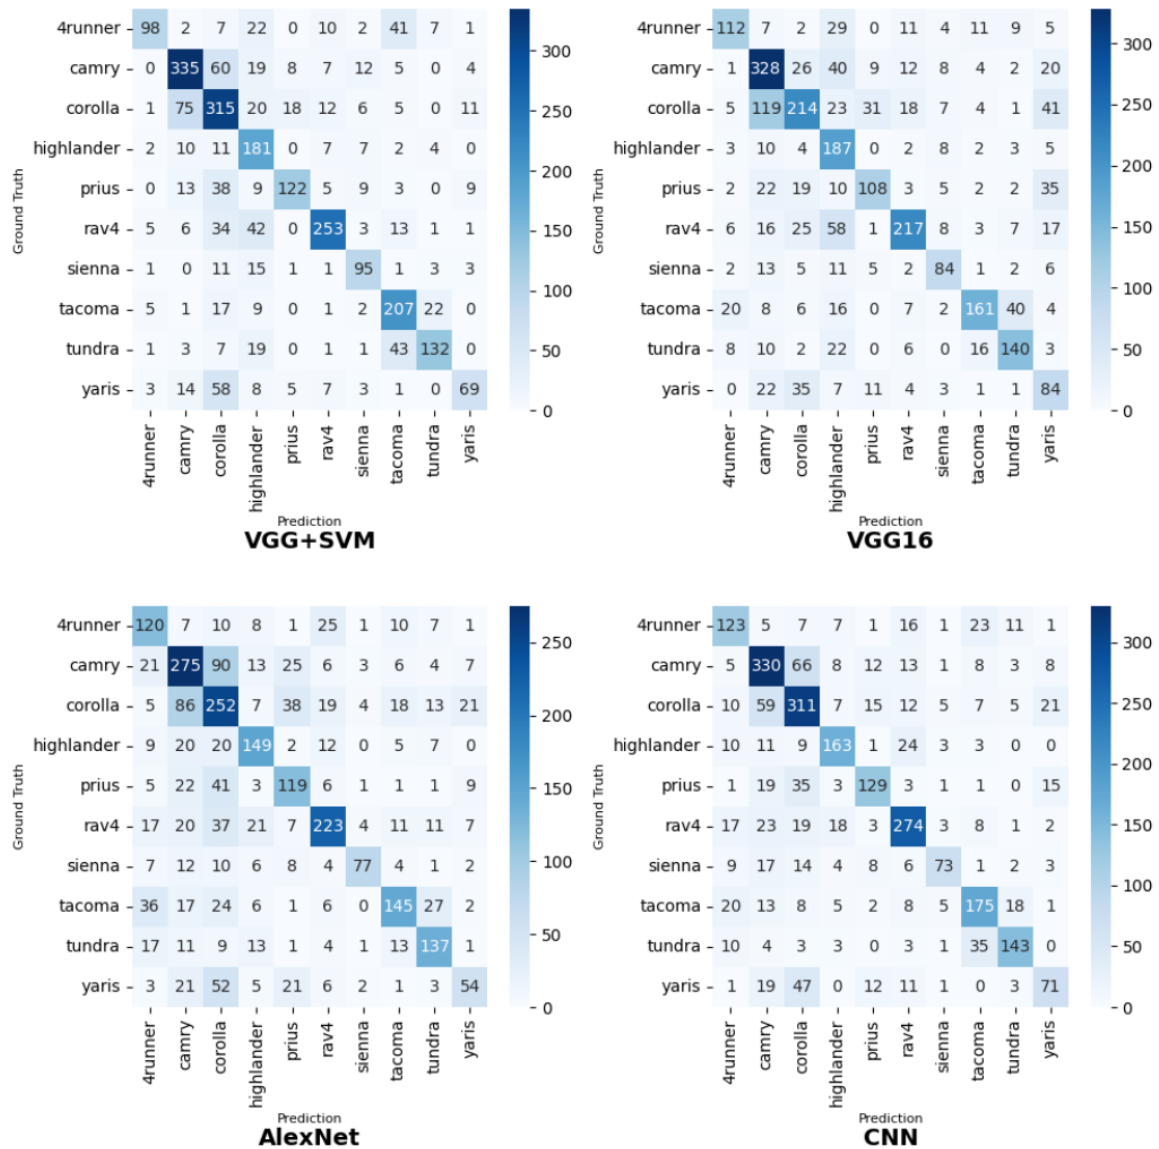 4runner 98 2 7 22 0 10 2 41 7 1
camry 0 335 60 19 8 7 12 5 0 4
corolla 1 75 315 20 18 12 6 5 0 11
highlander 2 10 11 181 0 7 7 2 4 0
prius 0 13 38 9 122 5 9 3 0 9
rav4 5 6 34 42 0 253 3 13 1 1
sienna 1 0 11 15 1 1 95 1 3 3
tacoma 5 1 17 9 0 1 2 207 22 0
tundra 1 3 7 19 0 1 1 43 132 0
yaris 3 14 58 8 5 7 3 1 0 69
Ground Truth
4runner camry corolla highlander prius rav4 sienna tacoma tundra yaris
300
250
200
150
100
50
0
Prediction
VGG+SVM
4runner 112 7 2 29 0 11 4 11 9 5
camry 1 328 26 40 9 12 8 4 2 20
corolla 5 119 214 23 31 18 7 4 1 41
highlander 3 10 4 187 0 2 8 2 3 5
prius 2 22 19 10 108 3 5 2 2 35
rav4 6 16 25 58 1 217 8 3 7 17
sienna 2 13 5 11 5 2 84 1 2 6
tacoma 20 8 6 16 0 7 2 161 40 4
tundra 8 10 2 22 0 6 0 16 140 3
yaris 0 22 35 7 11 4 3 1 1 84
Ground Truth
4runner camry corolla highlander prius rav4 sienna tacoma tundra yaris
300
250
200
150
100
50
0
Prediction
VGG16
4runner 120 7 10 8 1 25 1 10 7 1
camry 21 275 90 13 25 6 3 6 4 7
corolla 5 86 252 7 38 19 4 18 13 21
highlander 9 20 20 149 2 12 0 5 7 0
prius 5 22 41 3 119 6 1 1 1 9
rav4 17 20 37 21 7 223 4 11 11 7
sienna 7 12 10 6 8 4 77 4 1 2
tacoma 36 17 24 6 1 6 0 145 27 2
tundra 17 11 9 13 1 4 1 13 137 1
yaris 3 21 52 5 21 6 2 1 3 54
Ground Truth
4runner camry corolla highlander prius rav4 sienna tacoma tundra yaris
250
200
150
100
50
0
Prediction
AlexNet
4runner 123 5 7 7 1 16 1 23 11 1
camry 5 330 66 8 12 13 1 8 3 8
corolla 10 59 311 7 15 12 5 7 5 21
highlander 10 11 9 163 1 24 3 3 0 0
prius 1 19 35 3 129 3 1 1 0 15
rav4 17 23 19 18 3 274 3 8 1 2
sienna 9 17 14 4 8 6 73 1 2 3
tacoma 20 13 8 5 2 8 5 175 18 1
tundra 10 4 3 3 0 3 1 35 143 0
yaris 1 19 47 0 12 11 1 0 3 71
Ground Truth
4runner camry corolla highlander prius rav4 sienna tacoma tundra yaris
300
250
200
150
100
50
0
Prediction
CNN